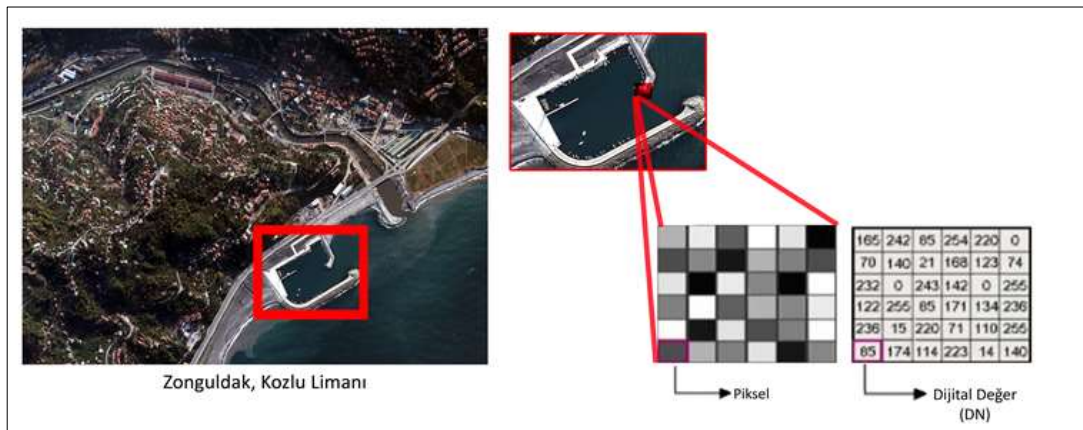 165 242 85 254 220 0
70 140 21 168 123 74
232 0 243 142 0 255
122 255 85 171 134 236
236 15 220 71 110 255
85 174 114 223 14 140
Zonguldak, Kozlu Limanı
Piksel
Dijital Değer
(DN)